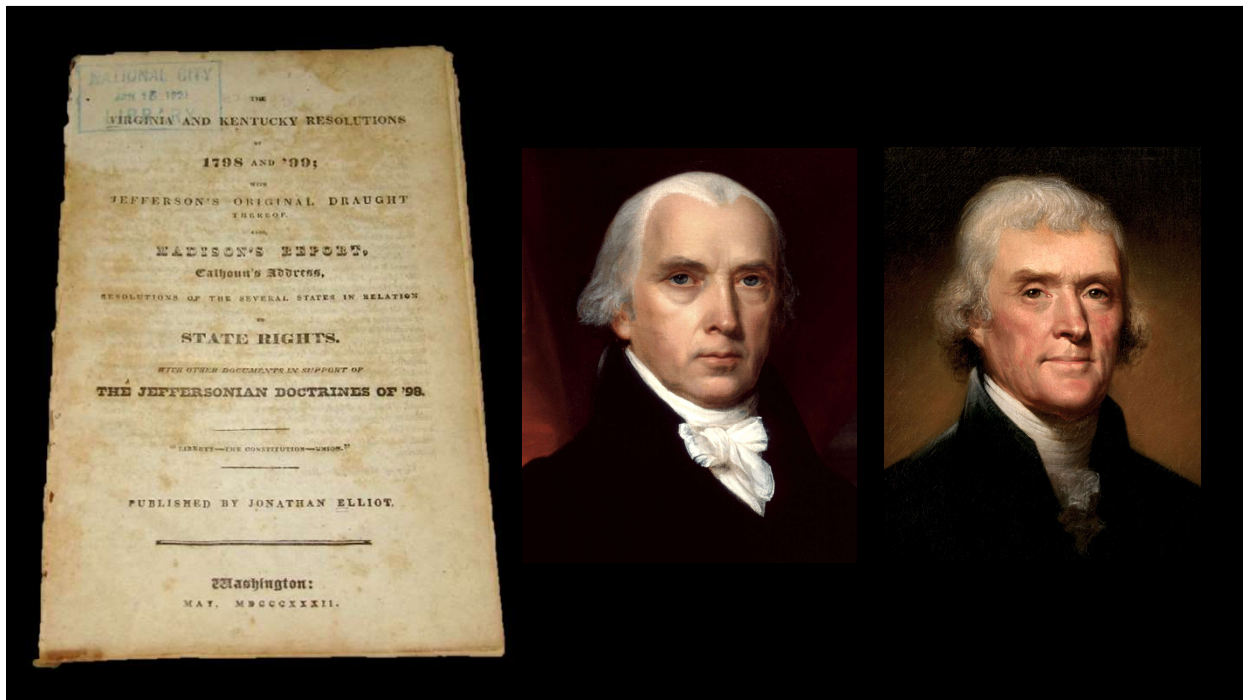 NATIONAL CITY
APR 15 1921
LIBRARY
THE
VIRGINIA AND KENTUCKY RESOLUTIONS
OF
1798 AND '99;
WITH
JEFFERSON'S ORIGINAL DRAUGHT
THEREOF.
ALSO,
MADISON'S REPORT,
Calhoun's Address,
RESOLUTIONS OF THE SEVERAL STATES IN RELATION
TO
STATE RIGHTS.
WITH OTHER DOCUMENTS IN SUPPORT OF
THE JEFFERSONIAN DOCTRINES OF '98.
"LIBERTY—THE CONSTITUTION—UNION."
PUBLISHED BY JONATHAN ELLIOT.
Washington:
MAY, MDCCCXXXII.